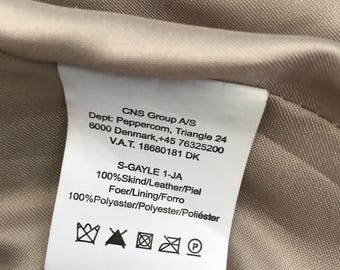 CNS Group A/S
Dept: Peppercorn, Triangle 24
6000 Denmark,+45 76325200
V.A.T. 18680181 DK
S-GAYLE 1-JA
100%Skind/Leather/Piel
Foer/Lining/Forro
100%Polyester/Polyester/Poliéster
P